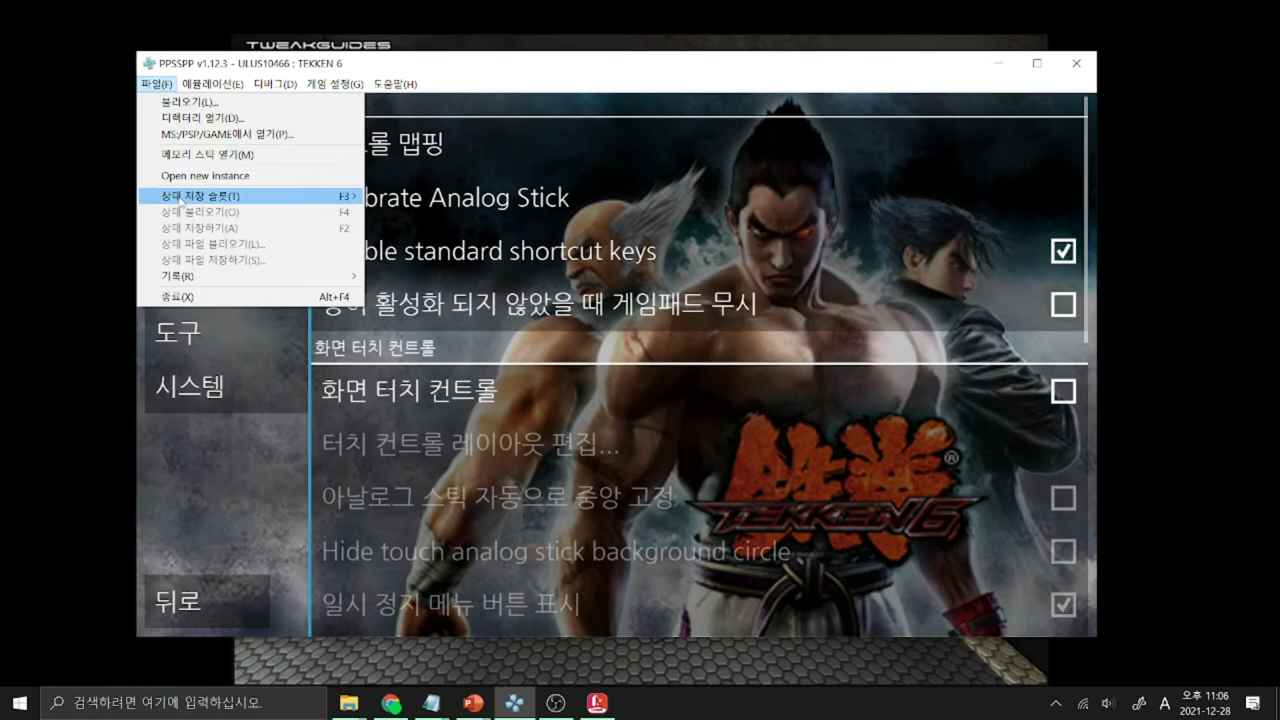 TWEAKGUIDES
PPSSPP v1.12.3 - ULUS10466 : TEKKEN 6
파일(F) 에뮬레이션(E) 디버그(D) 게임 설정(G) 도움말(H)
불러오기(L)...
디렉터리 열기(D)...
MS:/PSP/GAME에서 열기(P)...
메모리 스틱 열기(M)
Open new instance
상태 저장 슬롯(T) F3
상태 불러오기(O) F4
상태 저장하기(A) F2
상태 파일 불러오기(L)...
상태 파일 저장하기(S)...
기록(R)
종료(X) Alt+F4
롤 맵핑
brate Analog Stick
ble standard shortcut keys
활성화 되지 않았을 때 게임패드 무시
화면 터치 컨트롤
화면 터치 컨트롤
터치 컨트롤 레이아웃 편집...
아날로그 스틱 자동으로 중앙 고정
Hide touch analog stick background circle
일시 정지 메뉴 버튼 표시
도구
시스템
뒤로
鉄拳®
TEKKEN 6
검색하려면 여기에 입력하십시오.
A
오후 11:06
2021-12-28